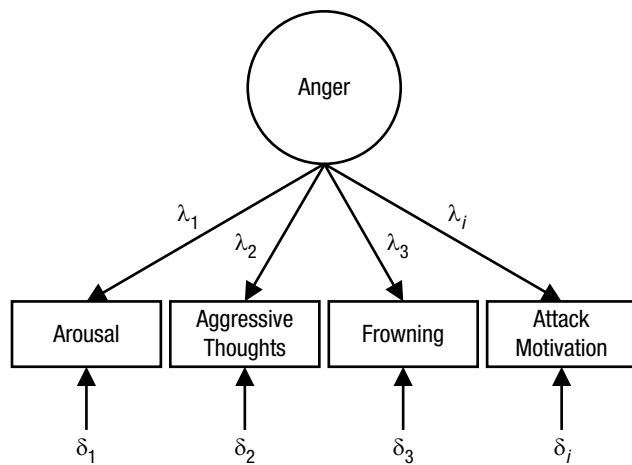 Anger
λ1
λ2
λ3
λi
Arousal
Aggressive
Thoughts
Frowning
Attack
Motivation
δ1
δ2
δ3
δi